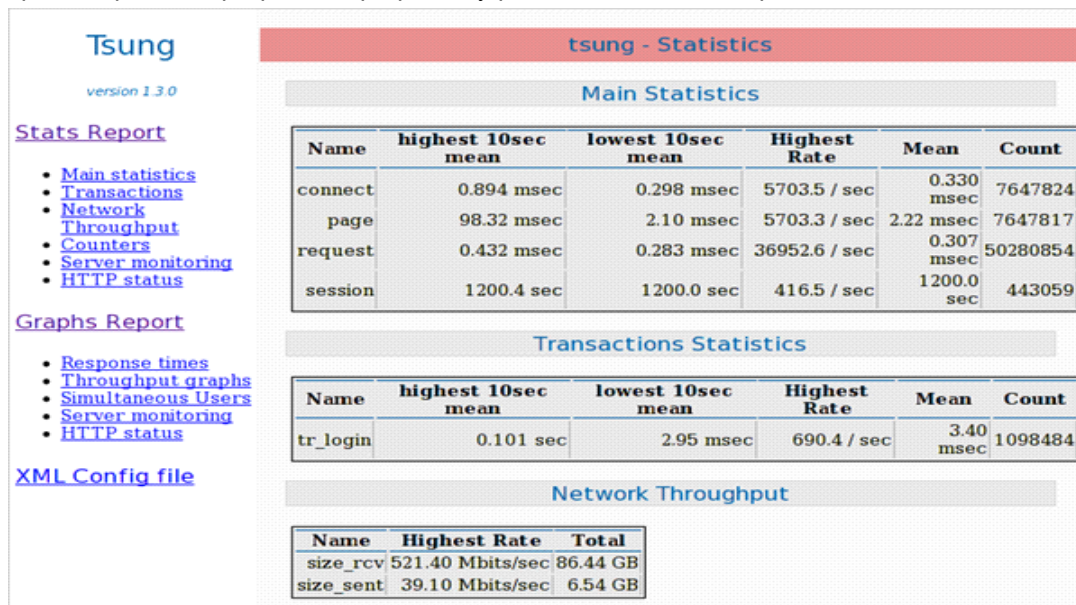 Tsung
version 1.3.0
Stats Report
Main statistics
Transactions
Network
Throughput
Counters
Server monitoring
HTTP status
Graphs Report
Response times
Throughput graphs
Simultaneous Users
Server monitoring
HTTP status
XML Config file
tsung - Statistics
Main Statistics
Name highest 10sec mean lowest 10sec mean Highest Rate Mean Count
connect 0.894 msec 0.298 msec 5703.5 / sec 0.330 msec 7647824
page 98.32 msec 2.10 msec 5703.3 / sec 2.22 msec 7647817
request 0.432 msec 0.283 msec 36952.6 / sec 0.307 msec 50280854
session 1200.4 sec 1200.0 sec 416.5 / sec 1200.0 sec 443059
Transactions Statistics
Name highest 10sec mean lowest 10sec mean Highest Rate Mean Count
tr_login 0.101 sec 2.95 msec 690.4 / sec 3.40 msec 1098484
Network Throughput
Name Highest Rate Total
size_rcv 521.40 Mbits/sec 86.44 GB
size_sent 39.10 Mbits/sec 6.54 GB